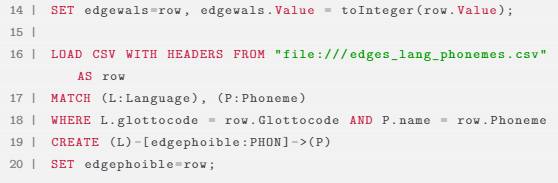 14 | SET edgewals=row, edgewals.Value = toInteger(row.Value);
15 |
16 | LOAD CSV WITH HEADERS FROM "file:///edges_lang_phonemes.csv"
AS row
17 | MATCH (L:Language), (P:Phoneme)
18 | WHERE L.glottocode = row.Glottocode AND P.name = row.Phoneme
19 | CREATE (L)-[edgephoible:PHON]->(P)
20 | SET edgephoible=row;